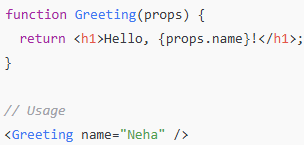 function Greeting(props) {
  return <h1>Hello, {props.name}!</h1>;
}

// Usage
<Greeting name="Neha" />